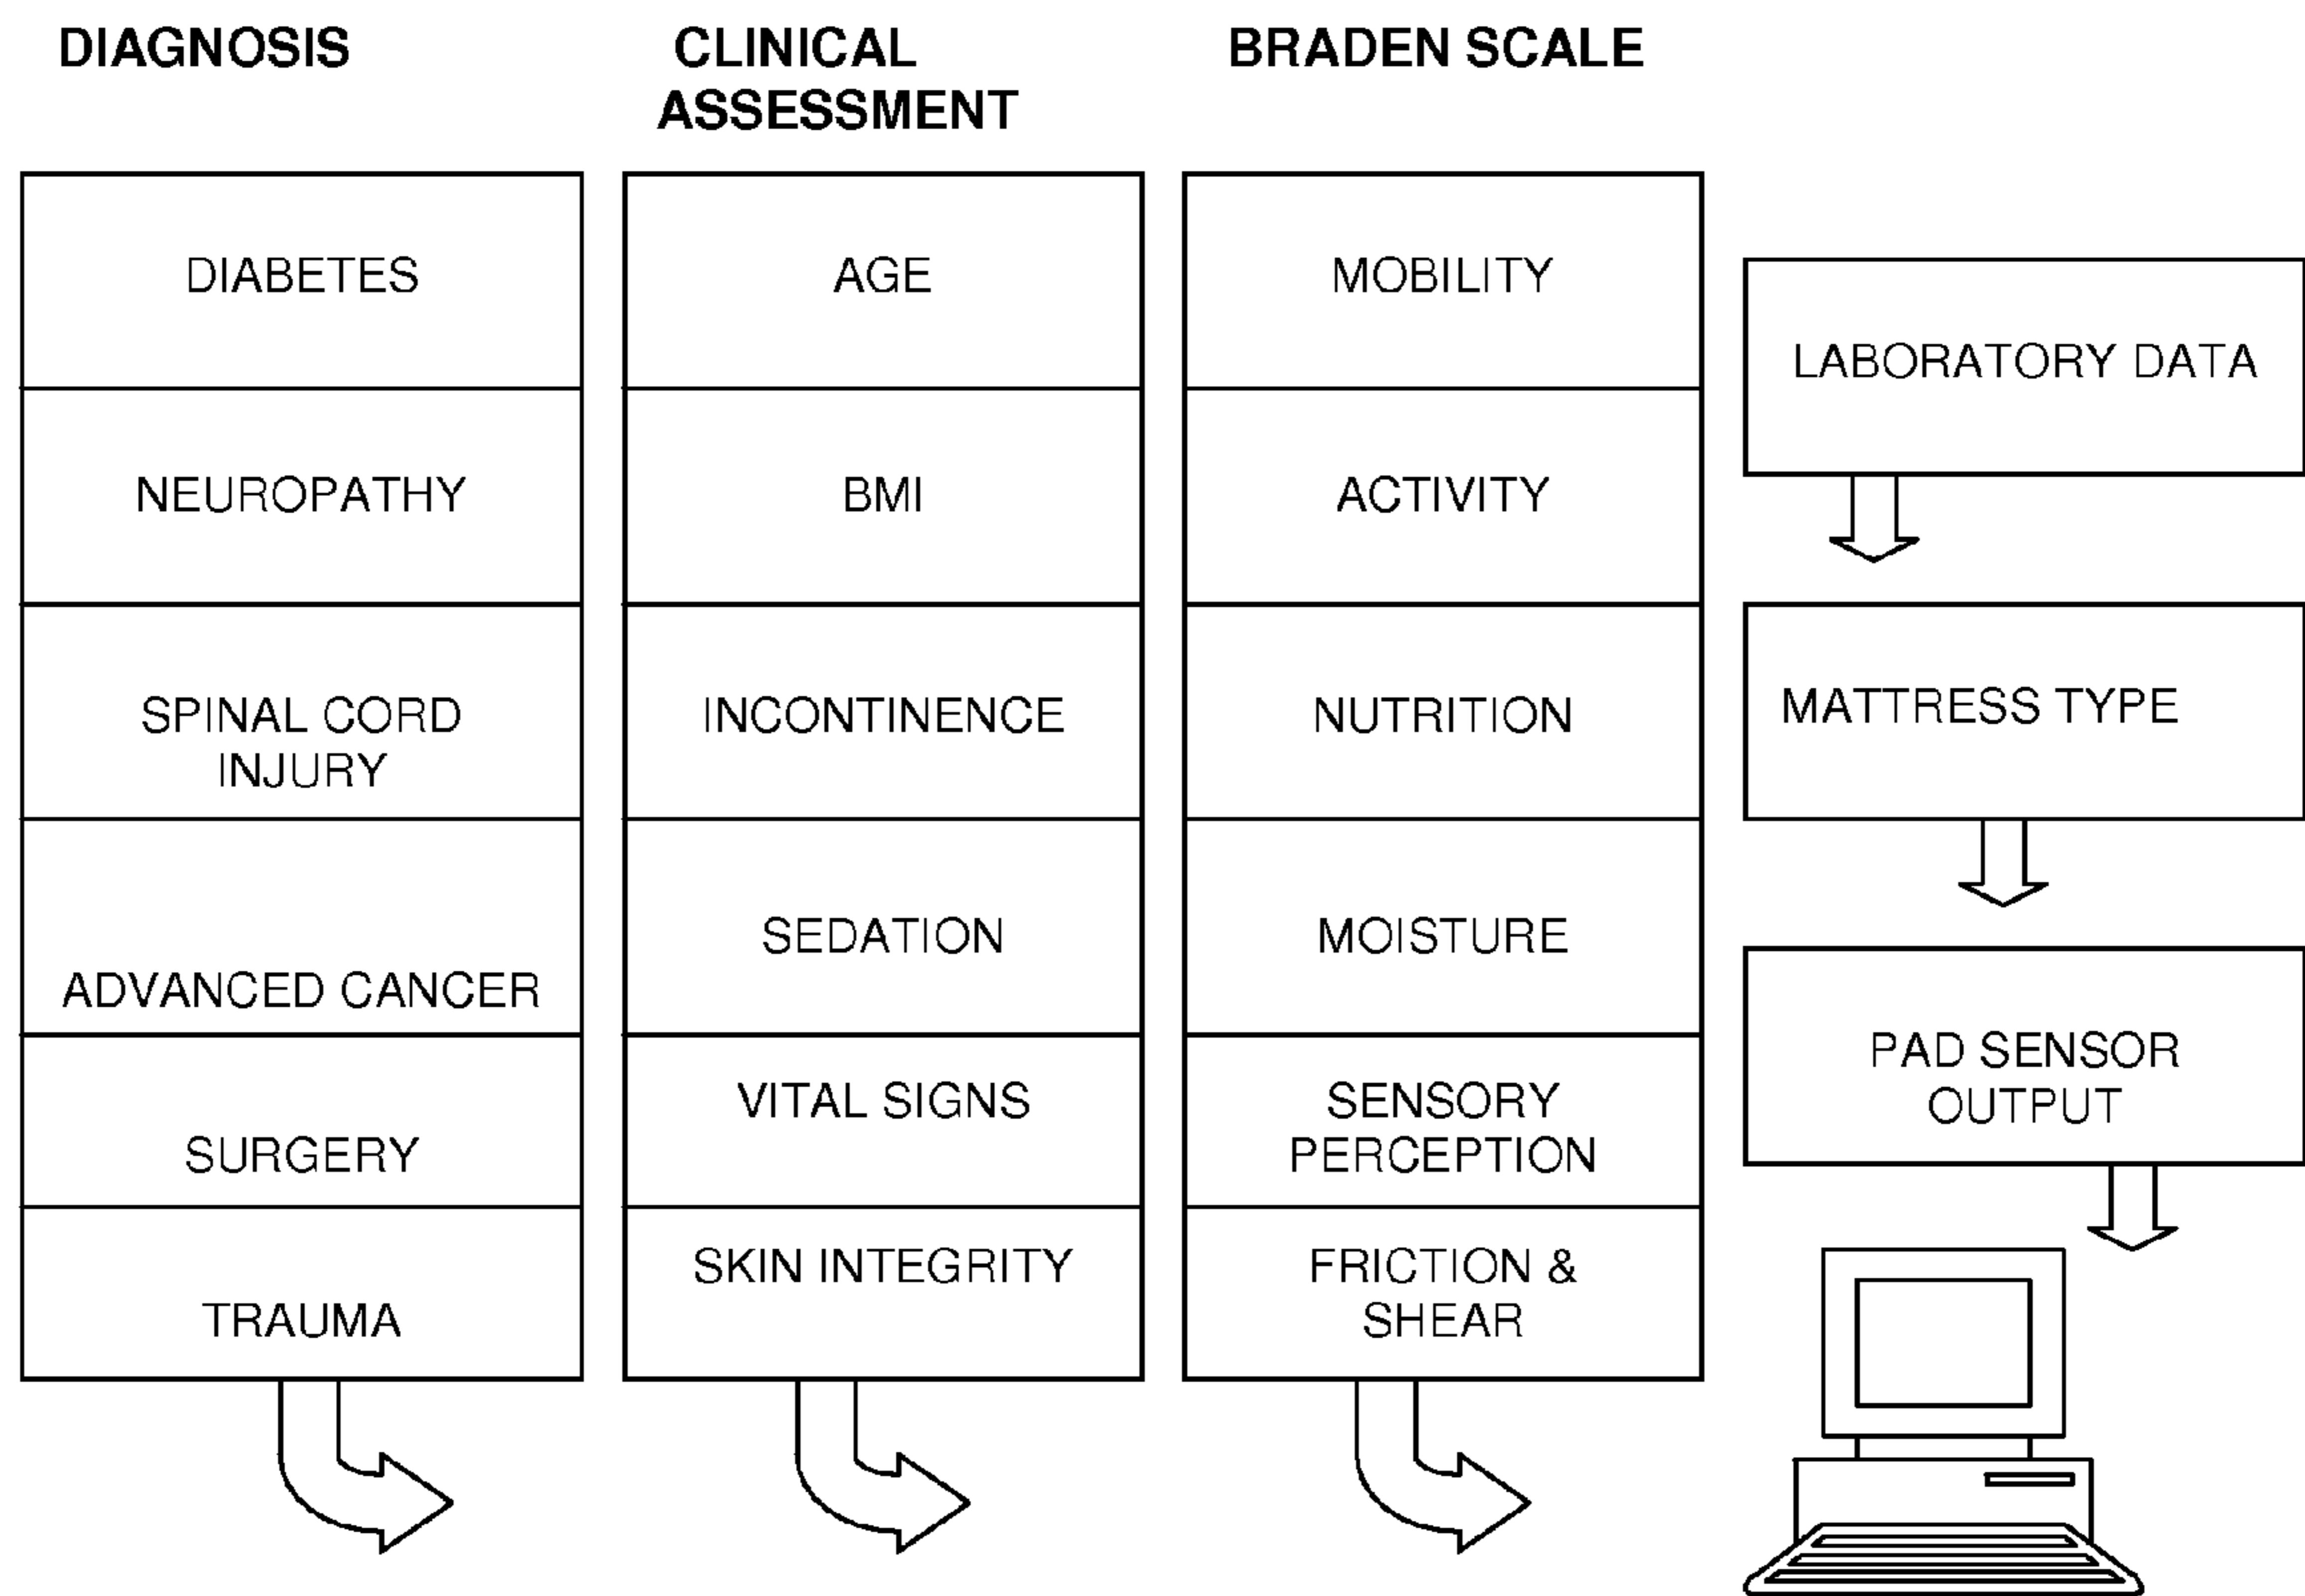 DIAGNOSIS
DIABETES
NEUROPATHY
SPINAL CORD
INJURY
ADVANCED CANCER
SURGERY
TRAUMA
CLINICAL
ASSESSMENT
AGE
BMI
INCONTINENCE
SEDATION
VITAL SIGNS
SKIN INTEGRITY
BRADEN SCALE
MOBILITY
ACTIVITY
NUTRITION
MOISTURE
SENSORY
PERCEPTION
FRICTION &
SHEAR
LABORATORY DATA
MATTRESS TYPE
PAD SENSOR
OUTPUT